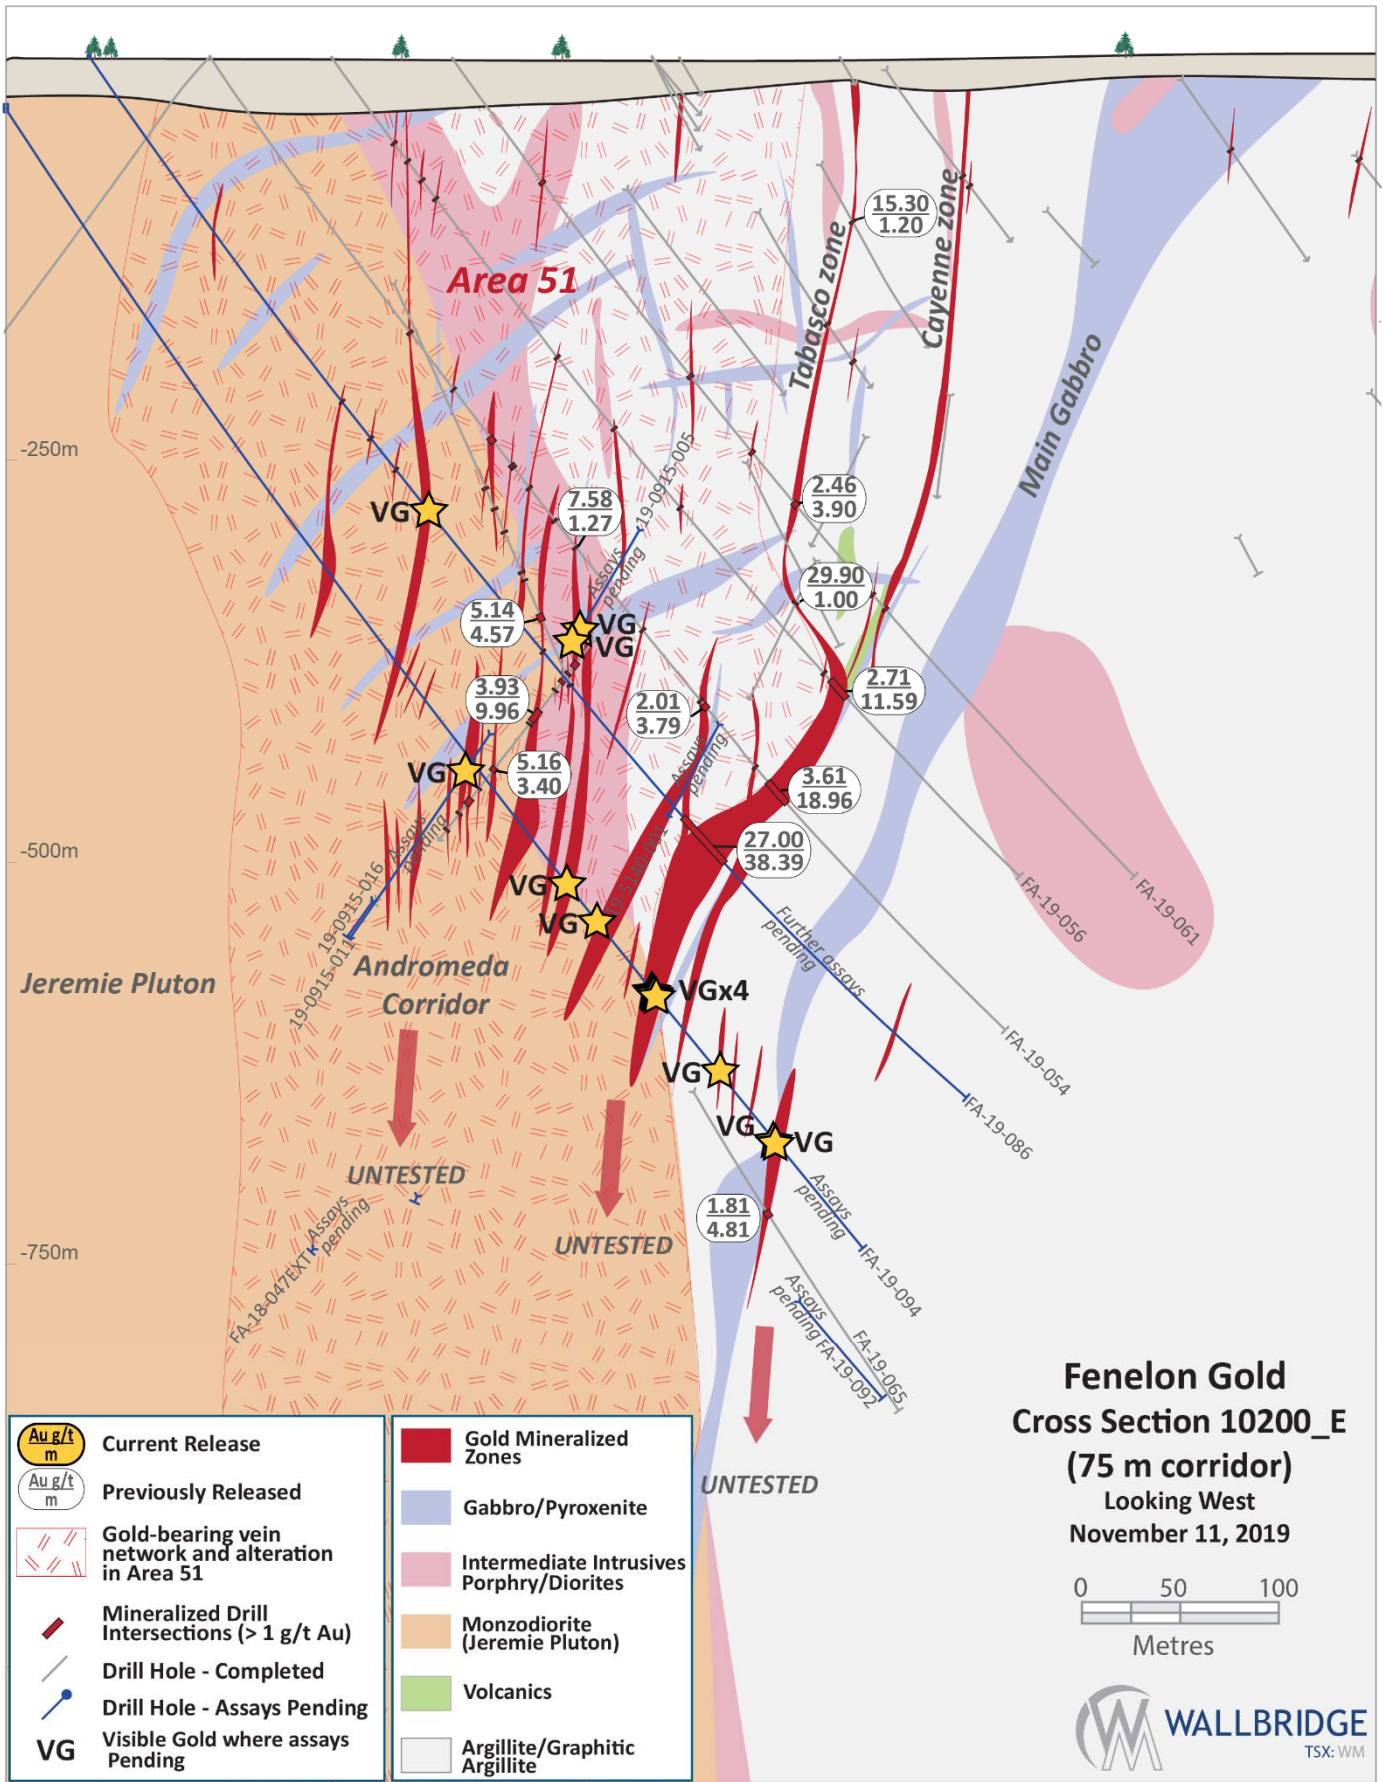 15.30
1.20
Area 51
Tabasco zone
Cayenne zone
Main Gabbro
-250m
VG
7.58
1.27
19-0915-005
Assays
pending
2.46
3.90
29.90
1.00
5.14
4.57
VG
VG
3.93
9.96
2.01
3.79
2.71
11.59
VG
5.16
3.40
Assays
pending
3.61
18.96
Assays
pending
-500m
27.00
38.39
19-5140-001
VG
VG
19-0915-016
19-0915-011
Further assays
pending
FA-19-056
FA-19-061
Jeremie Pluton
Andromeda
Corridor
VGx4
FA-19-054
VG
FA-19-086
VG
VG
UNTESTED
Assays
pending
1.81
4.81
Assays
pending
UNTESTED
-750m
FA-18-047EXT
FA-19-094
Assays
pending
FA-19-092
FA-19-065
UNTESTED
Fenelon Gold
Cross Section 10200_E
(75 m corridor)
Looking West
November 11, 2019
0 50 100
Metres
WALLBRIDGE
TSX: WM
Au g/t
m
Current Release
Au g/t
m
Previously Released
Gold-bearing vein
network and alteration
in Area 51
Mineralized Drill
Intersections (> 1 g/t Au)
Drill Hole - Completed
Drill Hole - Assays Pending
VG
Visible Gold where assays
Pending
Gold Mineralized
Zones
Gabbro/Pyroxenite
Intermediate Intrusives
Porphry/Diorites
Monzodiorite
(Jeremie Pluton)
Volcanics
Argillite/Graphitic
Argillite